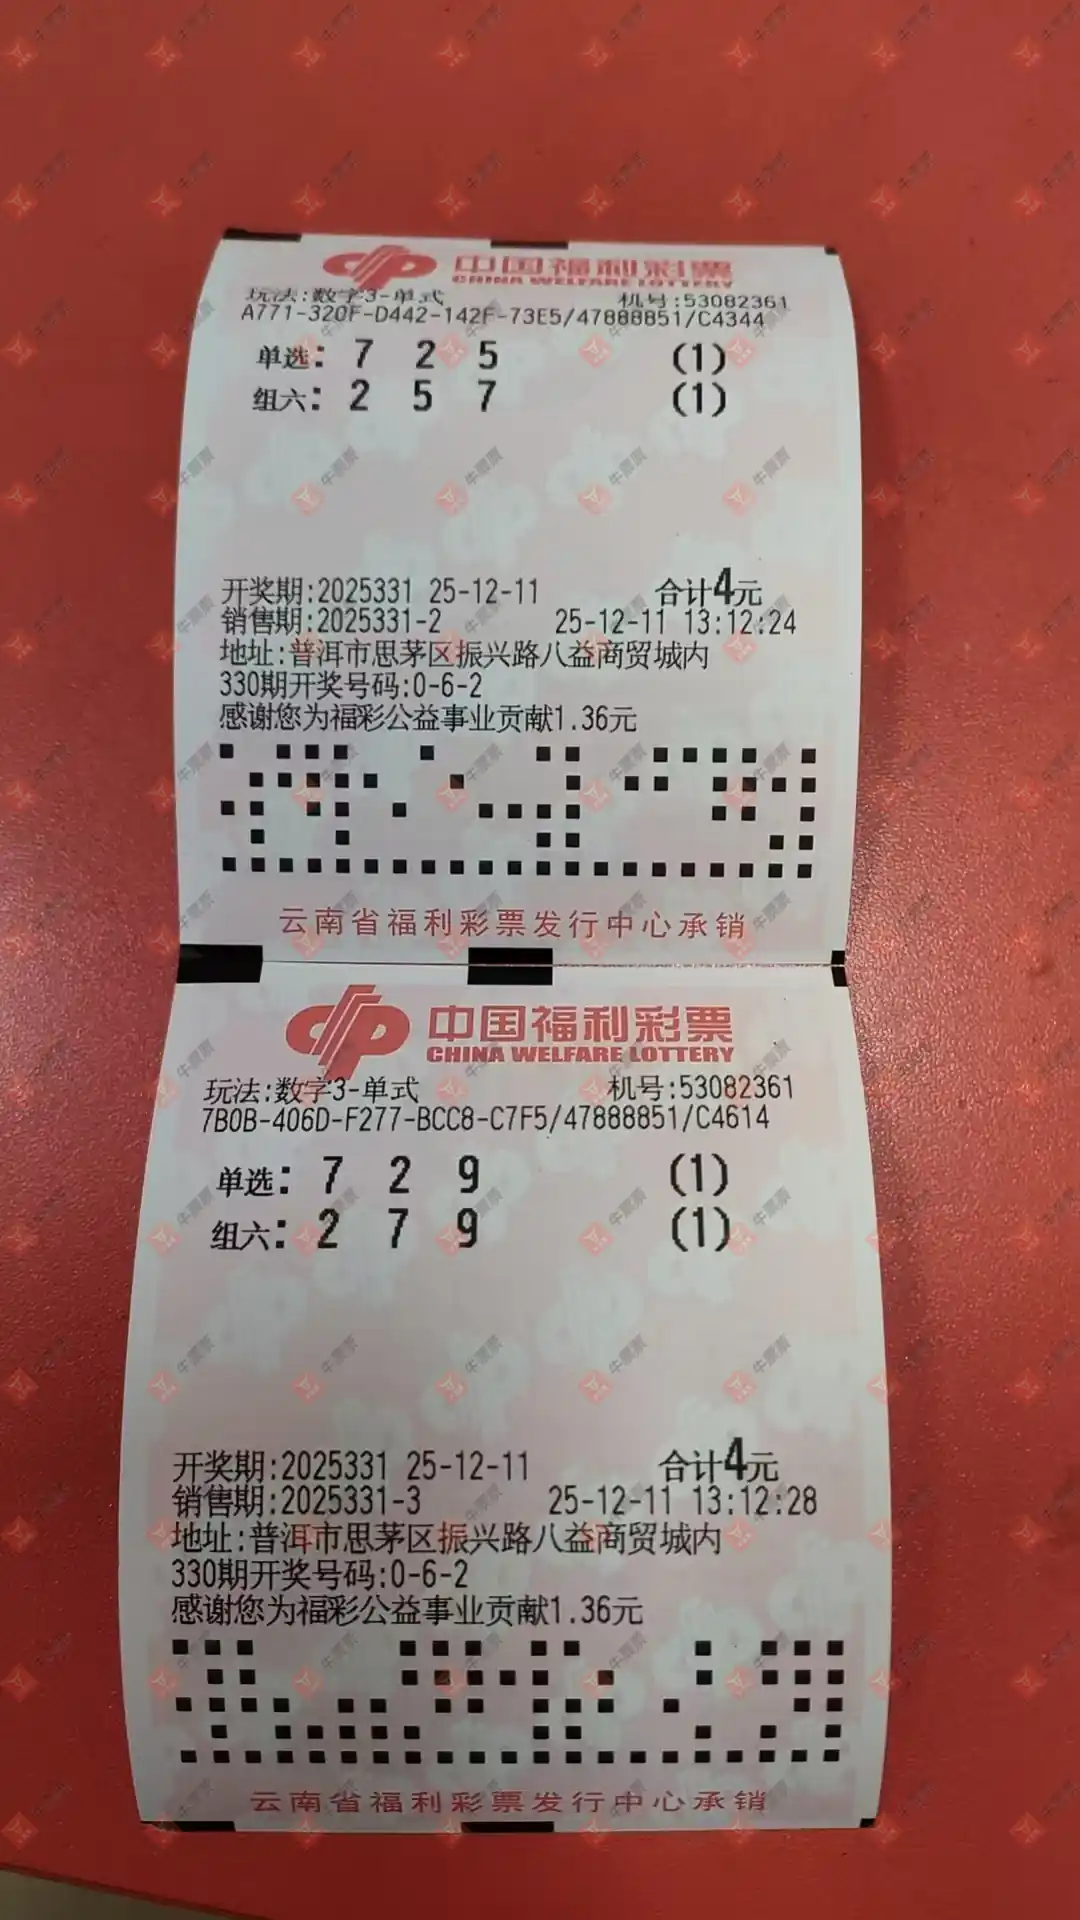 中国福利彩票
CHINA WELFARE LOTTERY
玩法:数字3-单式 机号:53082361
A771-320F-D442-142F-73E5/47888851/C4344
单选: 7 2 5 (1)
组六: 2 5 7 (1)
开奖期:2025331 25-12-11 合计4元
销售期:2025331-2 25-12-11 13:12:24
地址:普洱市思茅区振兴路八益商贸城内
330期开奖号码:0-6-2
感谢您为福彩公益事业贡献1.36元
云南省福利彩票发行中心承销
中国福利彩票
CHINA WELFARE LOTTERY
玩法:数字3-单式 机号:53082361
7B0B-406D-F277-BCC8-C7F5/47888851/C4614
单选: 7 2 9 (1)
组六: 2 7 9 (1)
开奖期:2025331 25-12-11 合计4元
销售期:2025331-3 25-12-11 13:12:28
地址:普洱市思茅区振兴路八益商贸城内
330期开奖号码:0-6-2
感谢您为福彩公益事业贡献1.36元
云南省福利彩票发行中心承销